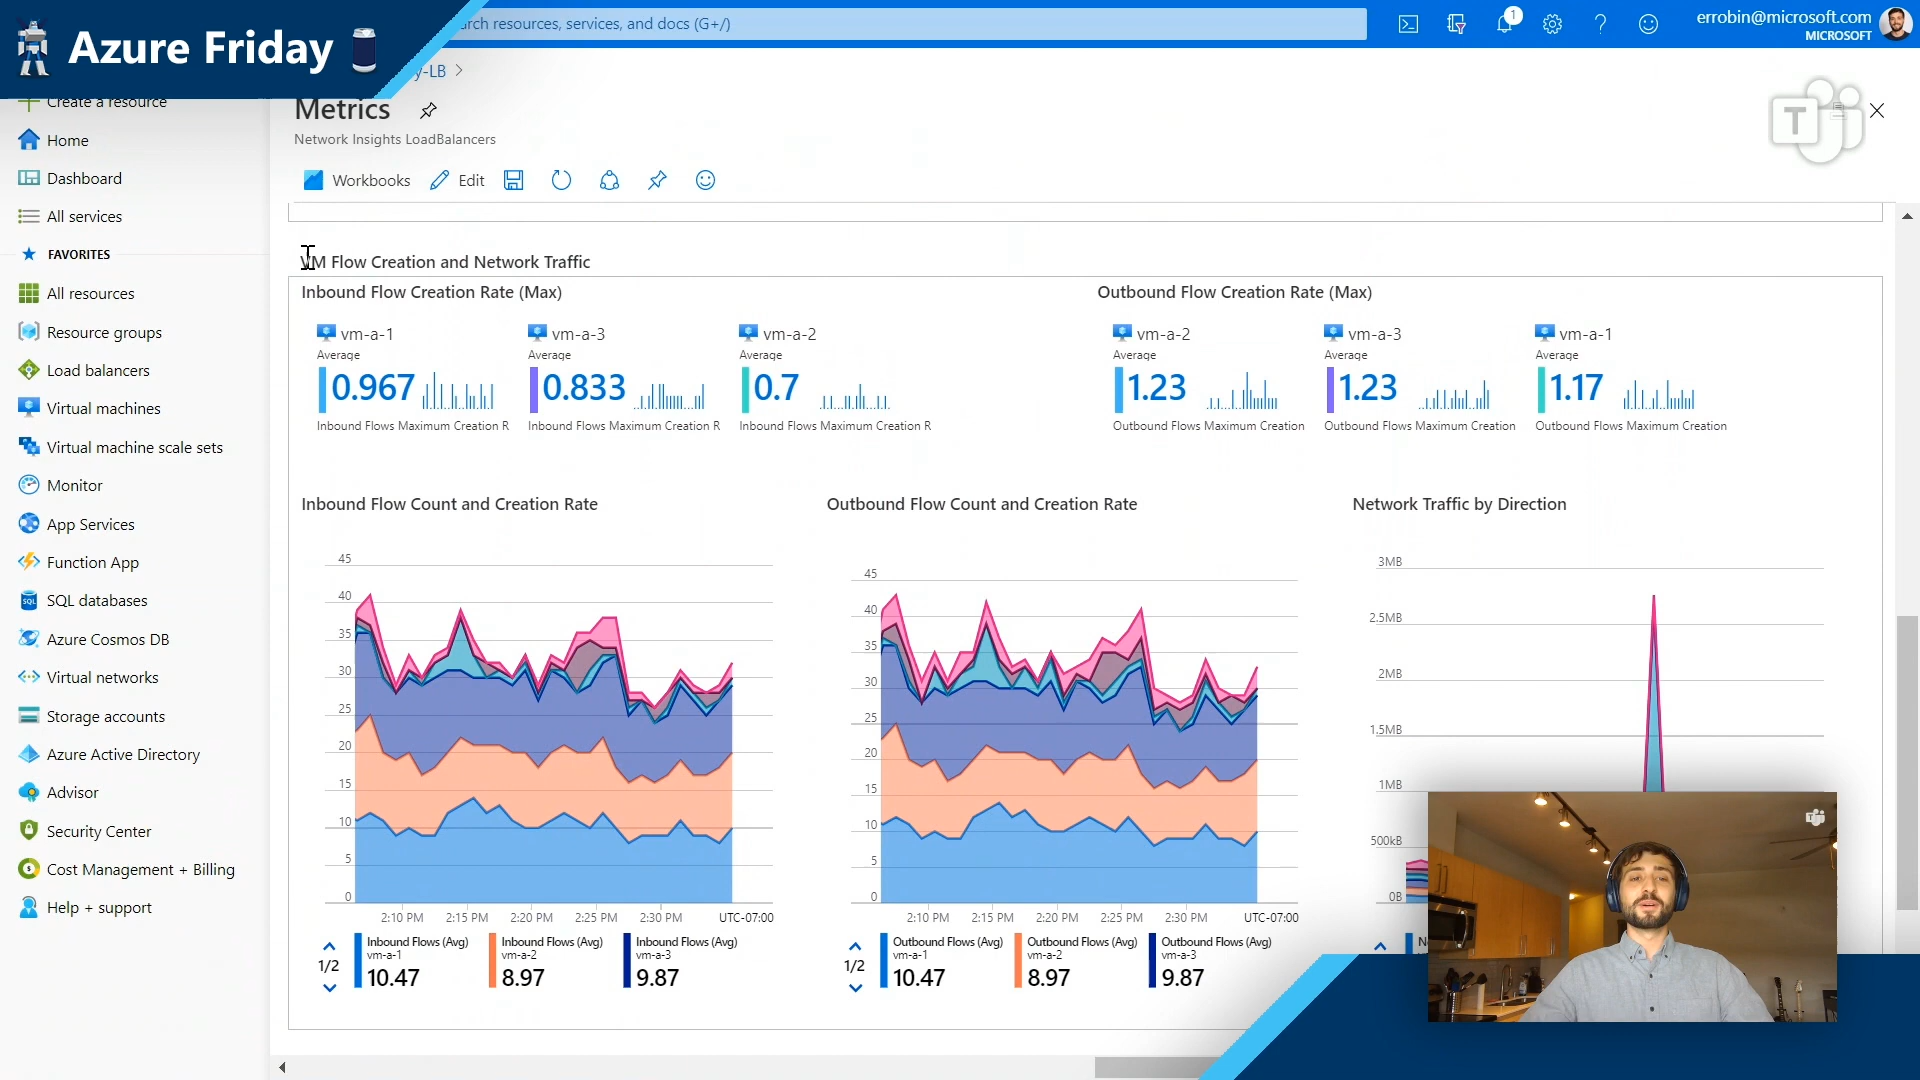 Azure Friday
rch resources, services, and docs (G+/)
1
errobin@microsoft.com
MICROSOFT
y-LB
Create a resource
Home
Dashboard
All services
FAVORITES
All resources
Resource groups
Load balancers
Virtual machines
Virtual machine scale sets
Monitor
App Services
Function App
SQL databases
Azure Cosmos DB
Virtual networks
Storage accounts
Azure Active Directory
Advisor
Security Center
Cost Management + Billing
Help + support
Metrics
Network Insights LoadBalancers
T
Workbooks
Edit
VM Flow Creation and Network Traffic
Inbound Flow Creation Rate (Max)
vm-a-1
Average
0.967
Inbound Flows Maximum Creation R
vm-a-3
Average
0.833
Inbound Flows Maximum Creation R
vm-a-2
Average
0.7
Inbound Flows Maximum Creation R
Outbound Flow Creation Rate (Max)
vm-a-2
Average
1.23
Outbound Flows Maximum Creation
vm-a-3
Average
1.23
Outbound Flows Maximum Creation
vm-a-1
Average
1.17
Outbound Flows Maximum Creation
Inbound Flow Count and Creation Rate
45
40
35
30
25
20
15
10
5
0
2:10 PM 2:15 PM 2:20 PM 2:25 PM 2:30 PM UTC-07:00
1/2
Inbound Flows (Avg)
vm-a-1
10.47
Inbound Flows (Avg)
vm-a-2
8.97
Inbound Flows (Avg)
vm-a-3
9.87
Outbound Flow Count and Creation Rate
45
40
35
30
25
20
15
10
5
0
2:10 PM 2:15 PM 2:20 PM 2:25 PM 2:30 PM UTC-07:00
1/2
Outbound Flows (Avg)
vm-a-1
10.47
Outbound Flows (Avg)
vm-a-2
8.97
Outbound Flows (Avg)
vm-a-3
9.87
Network Traffic by Direction
3MB
2.5MB
2MB
1.5MB
1MB
500kB
0B
N